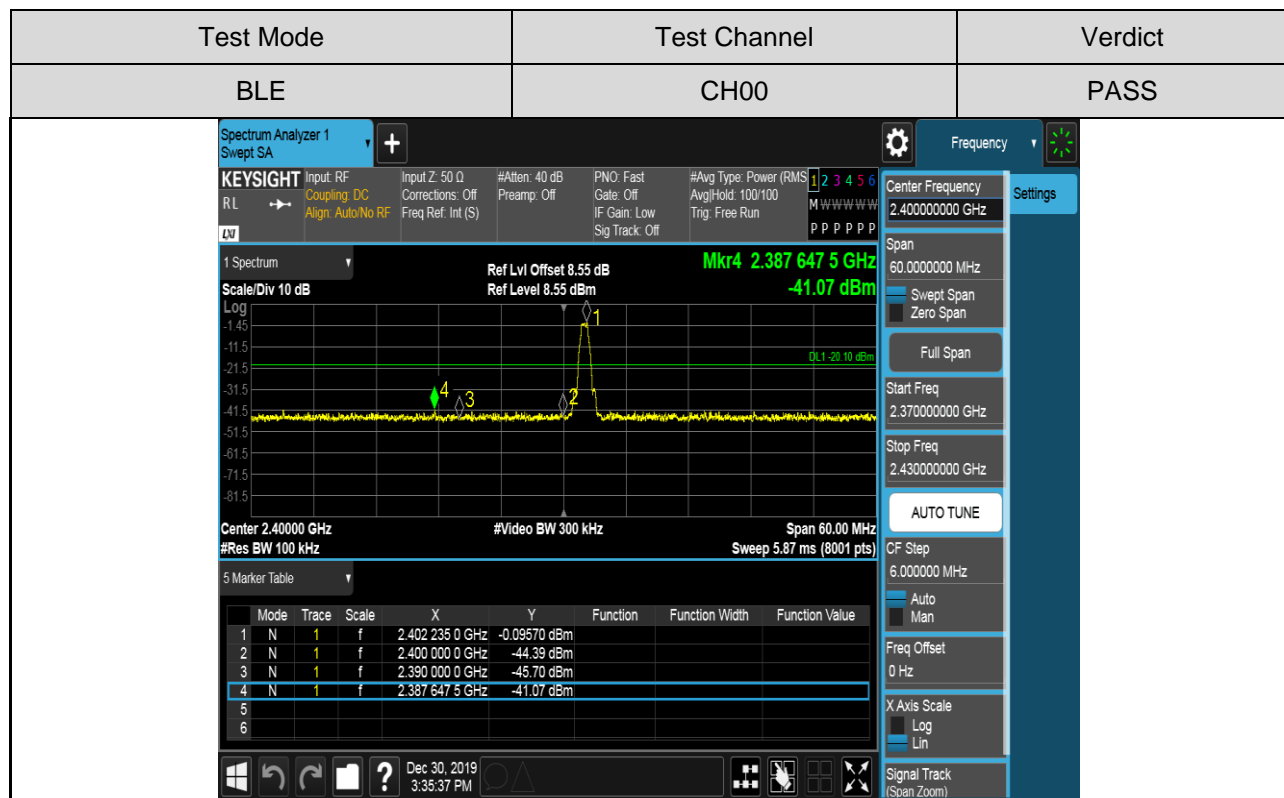 Test Mode Test Channel Verdict
BLE CH00 PASS
Spectrum Analyzer 1
Swept SA
+
Frequency
Settings
KEYSIGHT Input: RF Input Z: 50 Ω #Atten: 40 dB PNO: Fast #Avg Type: Power (RMS 1 2 3 4 5 6
RL Coupling: DC Corrections: Off Preamp: Off Gate: Off Avg|Hold: 100/100 M W W W W W
Align: Auto/No RF Freq Ref: Int (S) IF Gain: Low Trig: Free Run
LXI Sig Track: Off P P P P P P
1 Spectrum
Scale/Div 10 dB
Ref Lvl Offset 8.55 dB
Ref Level 8.55 dBm
Mkr4 2.387 647 5 GHz
-41.07 dBm
Log
-1.45
-11.5
-21.5
-31.5
-41.5
-51.5
-61.5
-71.5
-81.5
1
DL1 -20.10 dBm
4 3 2
Center 2.40000 GHz #Video BW 300 kHz Span 60.00 MHz
#Res BW 100 kHz Sweep 5.87 ms (8001 pts)
5 Marker Table
Mode Trace Scale X Y Function Function Width Function Value
1 N 1 f 2.402 235 0 GHz -0.09570 dBm
2 N 1 f 2.400 000 0 GHz -44.39 dBm
3 N 1 f 2.390 000 0 GHz -45.70 dBm
4 N 1 f 2.387 647 5 GHz -41.07 dBm
5
6
?
Dec 30, 2019
3:35:37 PM
Center Frequency
2.400000000 GHz
Span
60.0000000 MHz
Swept Span
Zero Span
Full Span
Start Freq
2.370000000 GHz
Stop Freq
2.430000000 GHz
AUTO TUNE
CF Step
6.000000 MHz
Auto
Man
Freq Offset
0 Hz
X Axis Scale
Log
Lin
Signal Track
(Span Zoom)